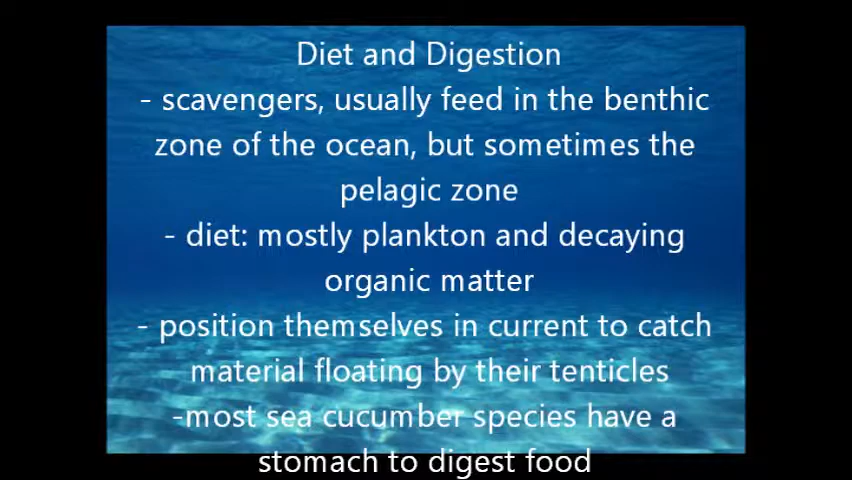 Diet and Digestion
- scavengers, usually feed in the benthic
zone of the ocean, but sometimes the
pelagic zone
- diet: mostly plankton and decaying
organic matter
- position themselves in current to catch
material floating by their tenticles
-most sea cucumber species have a
stomach to digest food